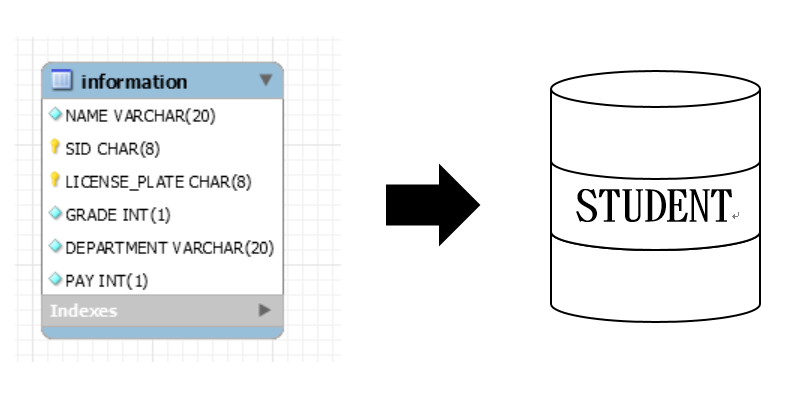 information
NAME VARCHAR(20)
SID CHAR(8)
LICENSE_PLATE CHAR(8)
GRADE INT(1)
DEPARTMENT VARCHAR(20)
PAY INT(1)
Indexes
STUDENT